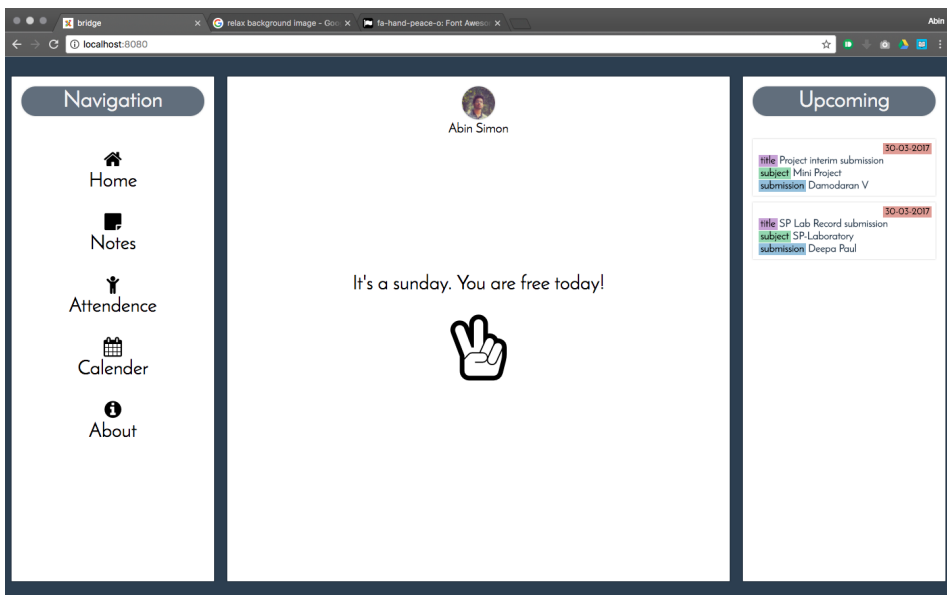 bridge
relax background image - Goo
fa-hand-peace-o: Font Aweso
Abin
localhost:8080
Navigation
Home
Notes
Attendence
Calender
About
Abin Simon
It's a sunday. You are free today!
Upcoming
30-03-2017
title Project interim submission
subject Mini Project
submission Damodaran V
30-03-2017
title SP Lab Record submission
subject SP-Laboratory
submission Deepa Paul